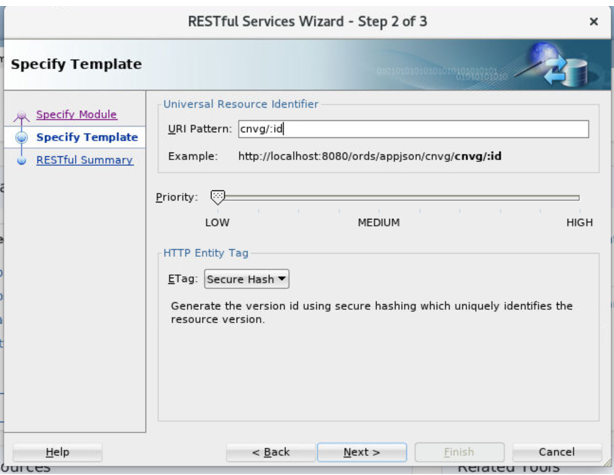 RESTful Services Wizard - Step 2 of 3
Specify Template
Specify Module
Specify Template
RESTful Summary
Universal Resource Identifier
URI Pattern: cnvg/:id
Example: http://localhost:8080/ords/appjson/cnvg/cnvg/:id
Priority:
LOW MEDIUM HIGH
HTTP Entity Tag
ETag: Secure Hash
Generate the version id using secure hashing which uniquely identifies the
resource version.
Help < Back Next > Finish Cancel
Related Tools